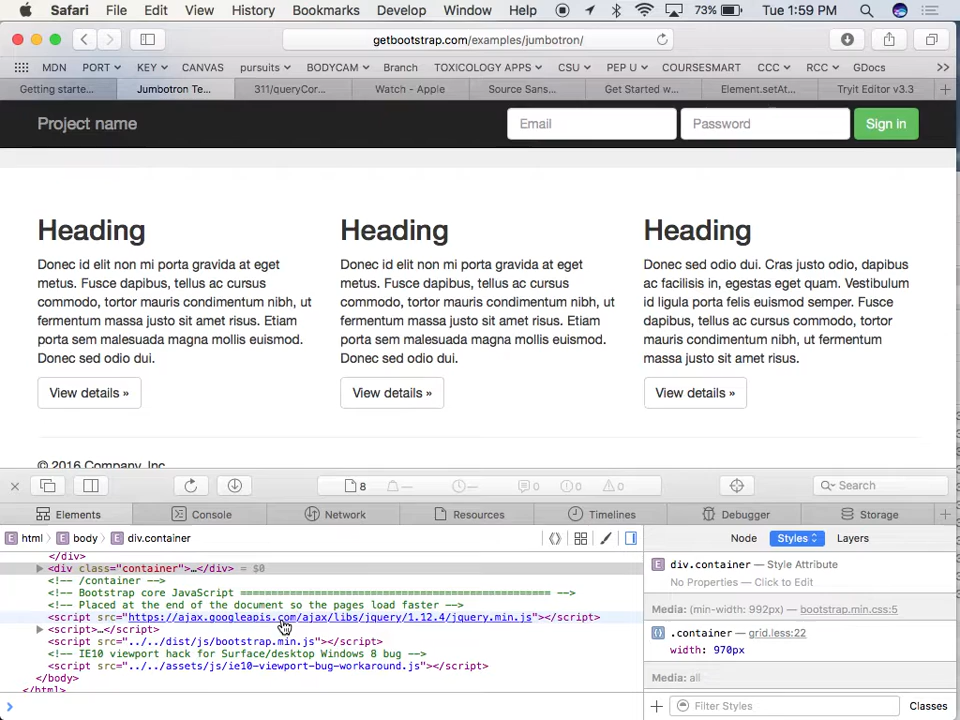 Safari File Edit View History Bookmarks Develop Window Help 73% Tue 1:59 PM
getbootstrap.com/examples/jumbotron/
MDN PORT KEY CANVAS pursuits BODYCAM Branch TOXICOLOGY APPS CSU PEP U COURSESMART CCC RCC GDocs
Getting starte... Jumbotron Te... 311/queryCor... Watch - Apple Source Sans... Get Started w... Element.setAt... Tryit Editor v3.3
Project name Email Password Sign in
Heading Heading Heading
Donec id elit non mi porta gravida at eget Donec id elit non mi porta gravida at eget Donec sed odio dui. Cras justo odio, dapibus
metus. Fusce dapibus, tellus ac cursus metus. Fusce dapibus, tellus ac cursus ac facilisis in, egestas eget quam. Vestibulum
commodo, tortor mauris condimentum nibh, ut commodo, tortor mauris condimentum nibh, ut id ligula porta felis euismod semper. Fusce
fermentum massa justo sit amet risus. Etiam fermentum massa justo sit amet risus. Etiam dapibus, tellus ac cursus commodo, tortor
porta sem malesuada magna mollis euismod. porta sem malesuada magna mollis euismod. mauris condimentum nibh, ut fermentum
Donec sed odio dui. Donec sed odio dui. massa justo sit amet risus.
View details » View details » View details »
© 2016 Company, Inc.
8 0 0 0 Search
Elements Console Network Resources Timelines Debugger Storage
html body div.container Node Styles Layers
</div>
<div class="container">…</div> = $0
<!-- /container -->
<!-- Bootstrap core JavaScript ================================================== -->
<!-- Placed at the end of the document so the pages load faster -->
<script src="https://ajax.googleapis.com/ajax/libs/jquery/1.12.4/jquery.min.js"></script>
<script>…</script>
<script src="../../dist/js/bootstrap.min.js"></script>
<!-- IE10 viewport hack for Surface/desktop Windows 8 bug -->
<script src="../../assets/js/ie10-viewport-bug-workaround.js"></script>
</body>
</html>
E div.container — Style Attribute
No Properties — Click to Edit
Media: (min-width: 992px) — bootstrap.min.css:5
.container — grid.less:22
width: 970px
Media: all
Filter Styles Classes